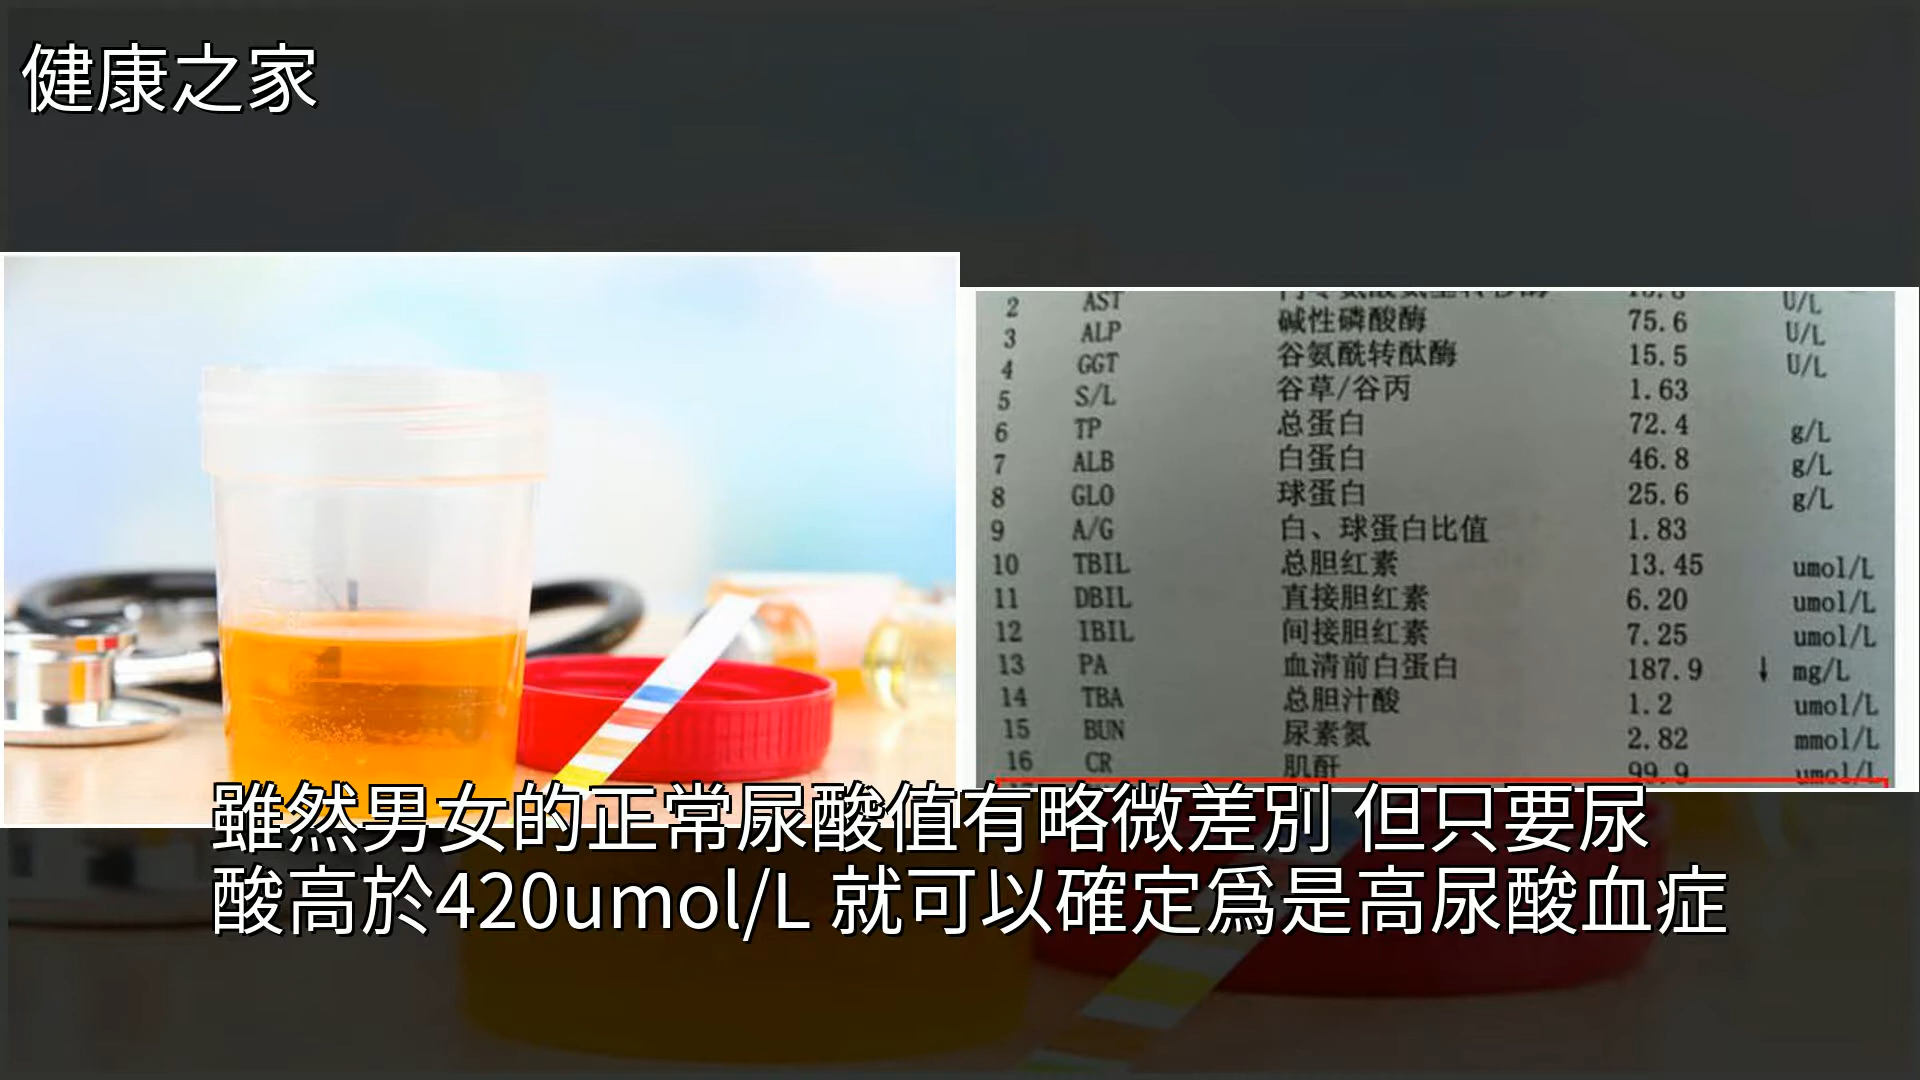 健康之家
2 AST U/L
3 ALP 碱性磷酸酶 75.6 U/L
4 GGT 谷氨酰转肽酶 15.5 U/L
5 S/L 谷草/谷丙 1.63
6 TP 总蛋白 72.4 g/L
7 ALB 白蛋白 46.8 g/L
8 GLO 球蛋白 25.6 g/L
9 A/G 白、球蛋白比值 1.83
10 TBIL 总胆红素 13.45 umol/L
11 DBIL 直接胆红素 6.20 umol/L
12 IBIL 间接胆红素 7.25 umol/L
13 PA 血清前白蛋白 187.9 ↓ mg/L
14 TBA 总胆汁酸 1.2 umol/L
15 BUN 尿素氮 2.82 mmol/L
16 CR 肌酐 99.9 umol/L
雖然男女的正常尿酸值有略微差別 但只要尿
酸高於420umol/L 就可以確定爲是高尿酸血症